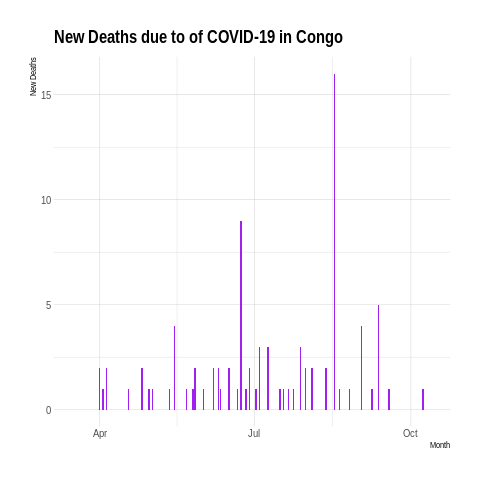 New Deaths due to of COVID-19 in Congo
New Deaths
15
10
5
0
Apr Jul Oct
Month